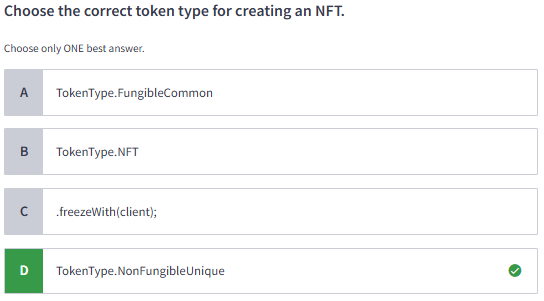 Choose the correct token type for creating an NFT.
Choose only ONE best answer.
A TokenType.FungibleCommon
B TokenType.NFT
C .freezeWith(client);
D TokenType.NonFungibleUnique